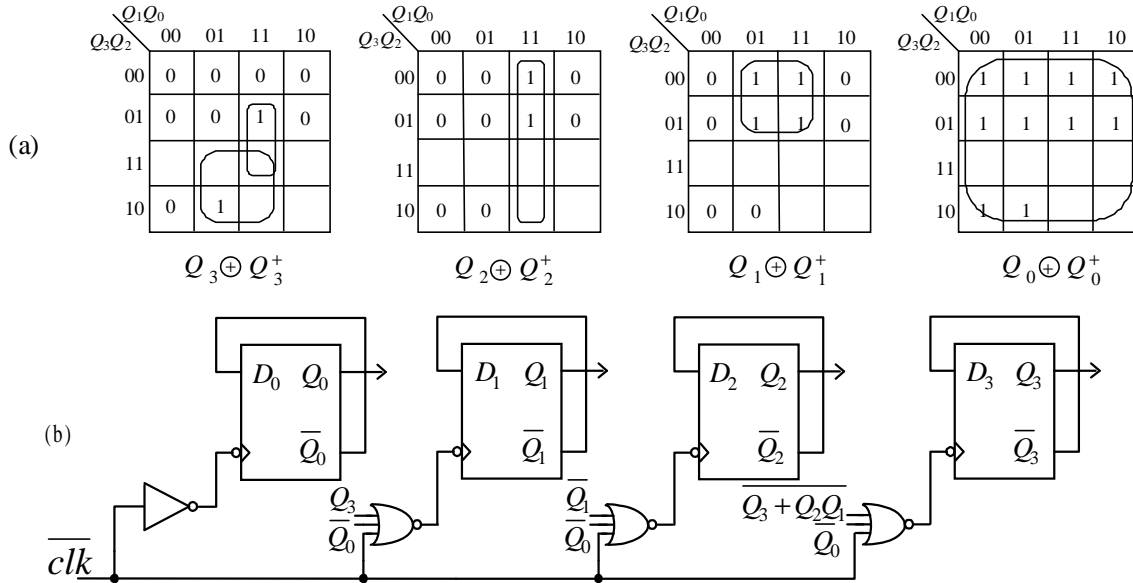 (a)
Q₁Q₀ Q₁Q₀ Q₁Q₀ Q₁Q₀
Q₃Q₂ 00 01 11 10 Q₃Q₂ 00 01 11 10 Q₃Q₂ 00 01 11 10 Q₃Q₂ 00 01 11 10
00 0 0 0 0 00 0 0 1 0 00 0 1 1 0 00 1 1 1 1
01 0 0 1 0 01 0 0 1 0 01 0 1 1 0 01 1 1 1 1
11 11 11 11
10 0 1 10 0 0 10 0 0 10 1 1
Q₃ ⊕ Q₃⁺ Q₂ ⊕ Q₂⁺ Q₁ ⊕ Q₁⁺ Q₀ ⊕ Q₀⁺
(b)
D₀ Q₀ D₁ Q₁ D₂ Q₂ D₃ Q₃
Q̅₀ Q̅₁ Q̅₂ Q̅₃
Q₃ Q̅₁ \overline{Q₃ + Q₂Q₁}
Q̅₀ Q̅₀ Q̅₀
\overline{clk}